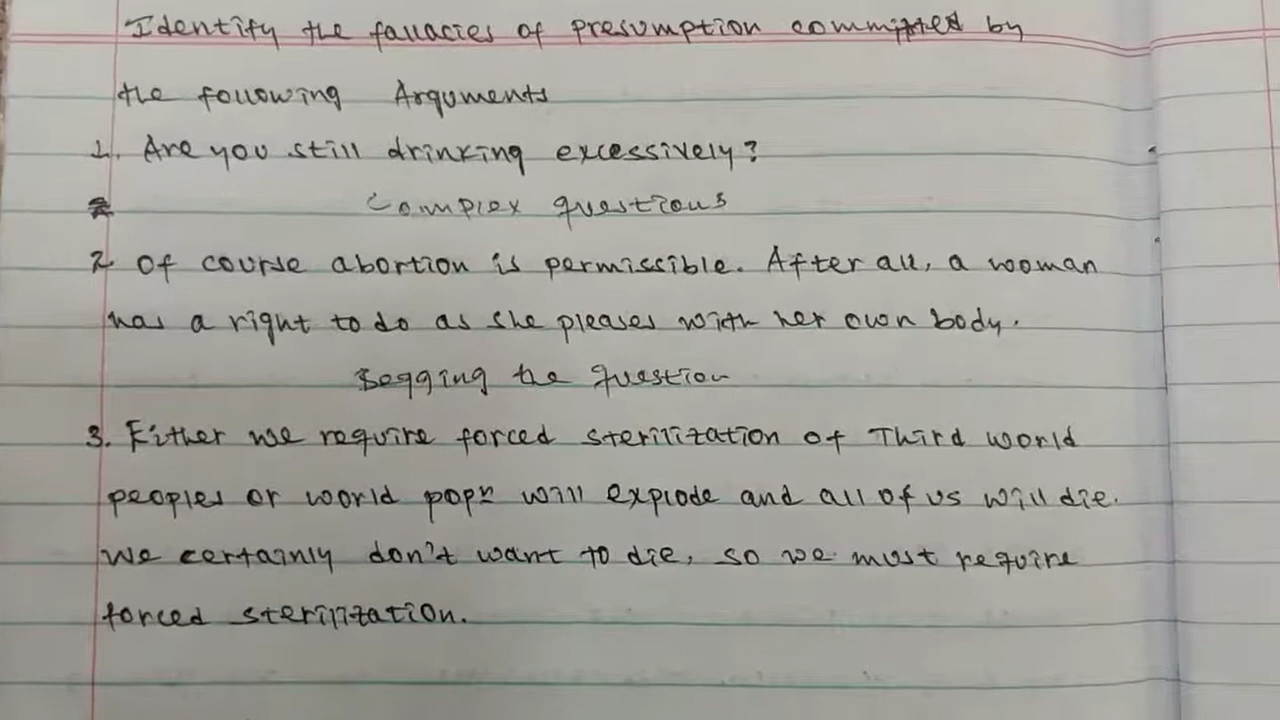 Identify the fallacies of presumption committed by
the following Arguments
1. Are you still drinking excessively?
Complex questions
2 Of course abortion is permissible. After all, a woman
has a right to do as she pleases with her own body.
Begging the question
3. Either we require forced sterilization of Third world
peoples or world popn will explode and all of us will die.
We certainly don't want to die, so we must require
forced sterilization.